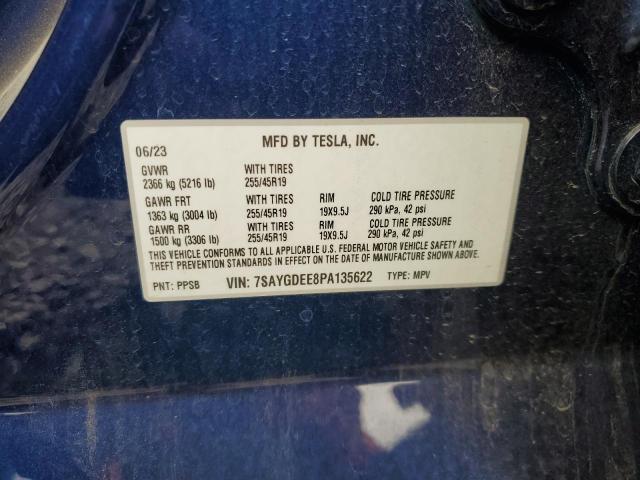 06/23 MFD BY TESLA, INC.
GVWR WITH TIRES
2366 kg (5216 lb) 255/45R19
GAWR FRT WITH TIRES RIM COLD TIRE PRESSURE
1363 kg (3004 lb) 255/45R19 19X9.5J 290 kPa, 42 psi
GAWR RR WITH TIRES RIM COLD TIRE PRESSURE
1500 kg (3306 lb) 255/45R19 19X9.5J 290 kPa, 42 psi
THIS VEHICLE CONFORMS TO ALL APPLICABLE U.S. FEDERAL MOTOR VEHICLE SAFETY AND
THEFT PREVENTION STANDARDS IN EFFECT ON THE DATE OF MANUFACTURE SHOWN ABOVE.
PNT: PPSB VIN: 7SAYGDEE8PA135622 TYPE: MPV